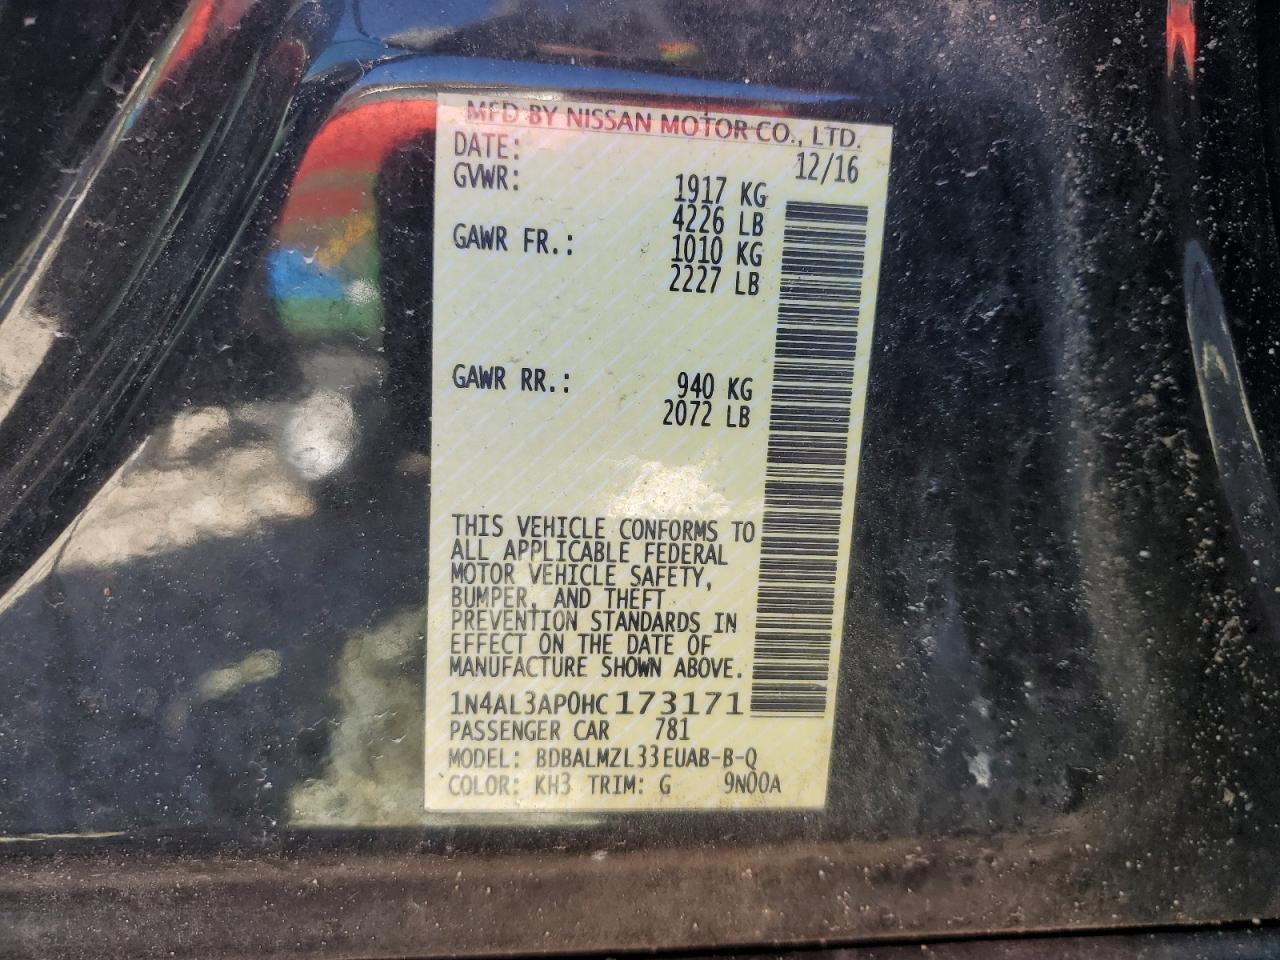 MFD BY NISSAN MOTOR CO., LTD.
DATE: 12/16
GVWR: 1917 KG
4226 LB
GAWR FR.: 1010 KG
2227 LB
GAWR RR.: 940 KG
2072 LB
THIS VEHICLE CONFORMS TO
ALL APPLICABLE FEDERAL
MOTOR VEHICLE SAFETY,
BUMPER, AND THEFT
PREVENTION STANDARDS IN
EFFECT ON THE DATE OF
MANUFACTURE SHOWN ABOVE.
1N4AL3AP0HC173171
PASSENGER CAR 781
MODEL: BDBALMZL33EUAB-B-Q
COLOR: KH3 TRIM: G 9N00A